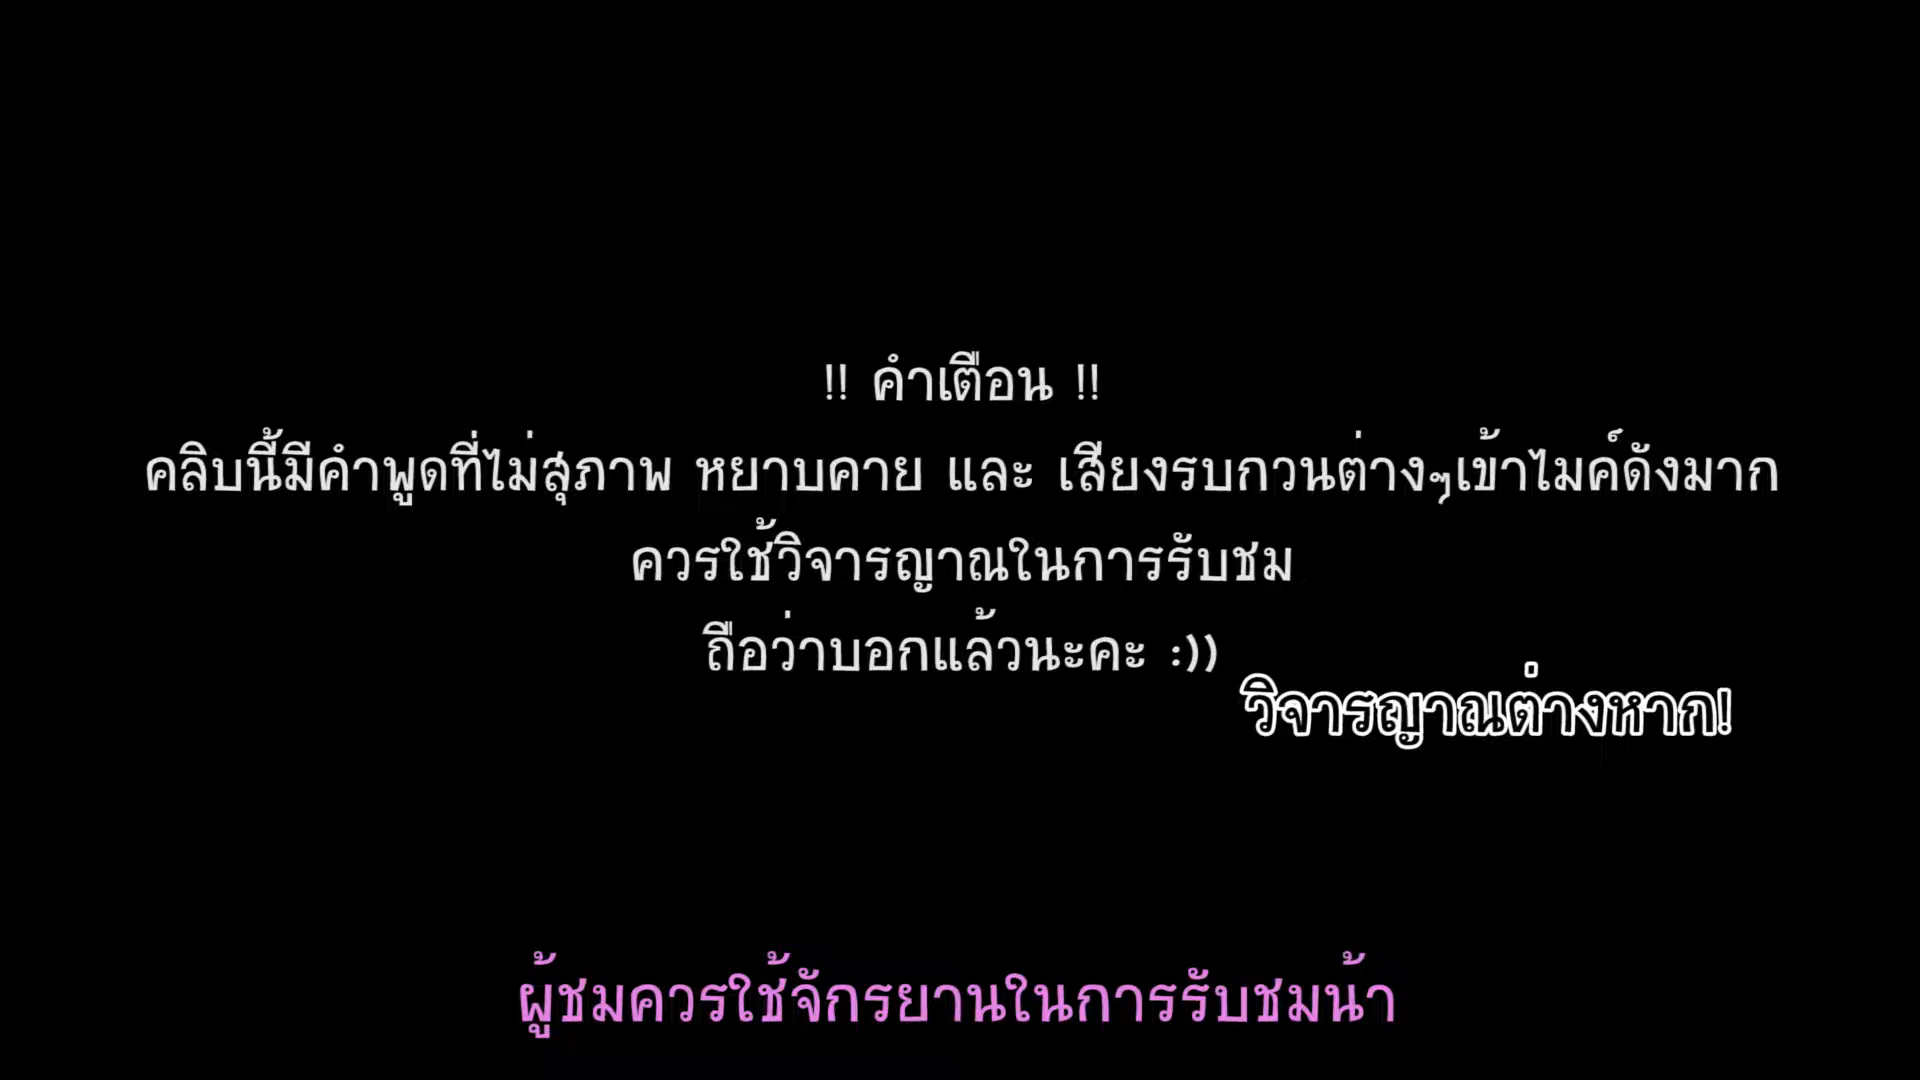 !! คำเตือน !!
คลิบนี้มีคำพูดที่ไม่สุภาพ หยาบคาย และ เสียงรบกวนต่างๆเข้าไมค์ดังมาก
ควรใช้วิจารญาณในการรับชม
ถือว่าบอกแล้วนะคะ :))
วิจารญาณต่างหาก!
ผู้ชมควรใช้จักรยานในการรับชมน้า